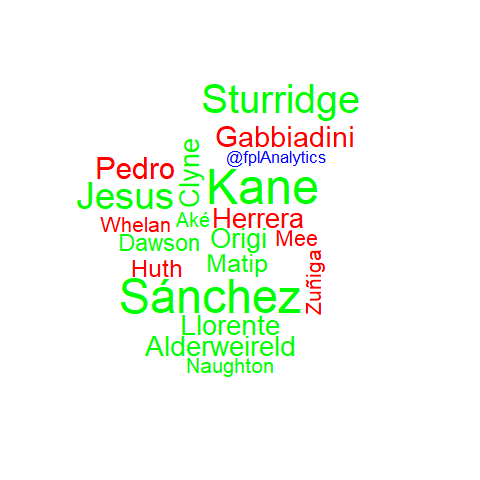 Sturridge
Gabbiadini
@fplAnalytics
Clyne
Pedro
Kane
Jesus
Aké
Herrera
Whelan
Dawson
Origi
Mee
Matip
Huth
Zuñiga
Sánchez
Llorente
Alderweireld
Naughton